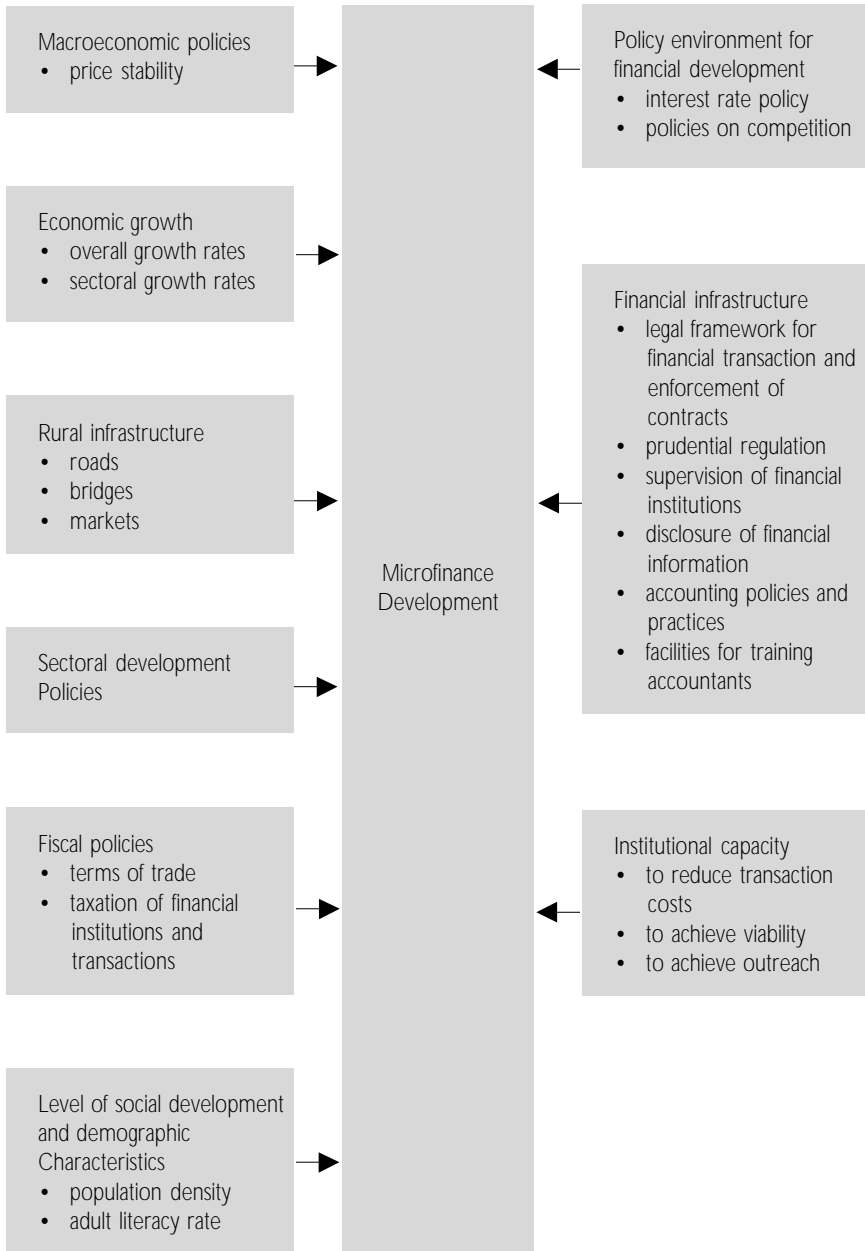 Macroeconomic policies
• price stability
Economic growth
• overall growth rates
• sectoral growth rates
Rural infrastructure
• roads
• bridges
• markets
Sectoral development
Policies
Fiscal policies
• terms of trade
• taxation of financial
institutions and
transactions
Level of social development
and demographic
Characteristics
• population density
• adult literacy rate
Microfinance
Development
Policy environment for
financial development
• interest rate policy
• policies on competition
Financial infrastructure
• legal framework for
financial transaction and
enforcement of
contracts
• prudential regulation
• supervision of financial
institutions
• disclosure of financial
information
• accounting policies and
practices
• facilities for training
accountants
Institutional capacity
• to reduce transaction
costs
• to achieve viability
• to achieve outreach